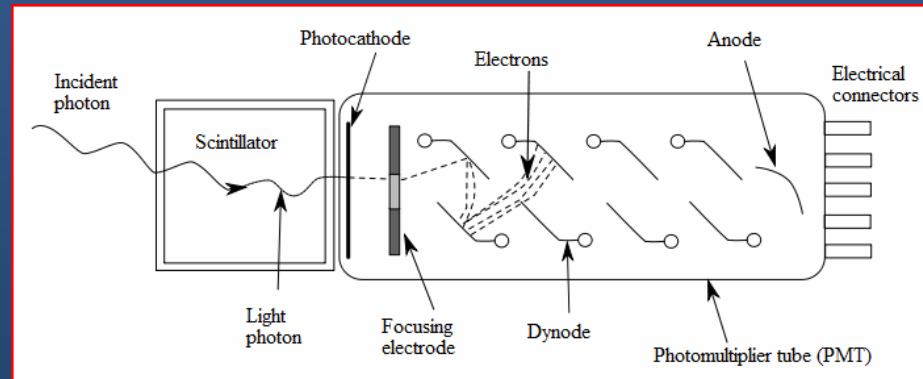 Photocathode
Anode
Electrons
Incident
photon
Electrical
connectors
Scintillator
Light
photon
Focusing
electrode
Dynode
Photomultiplier tube (PMT)